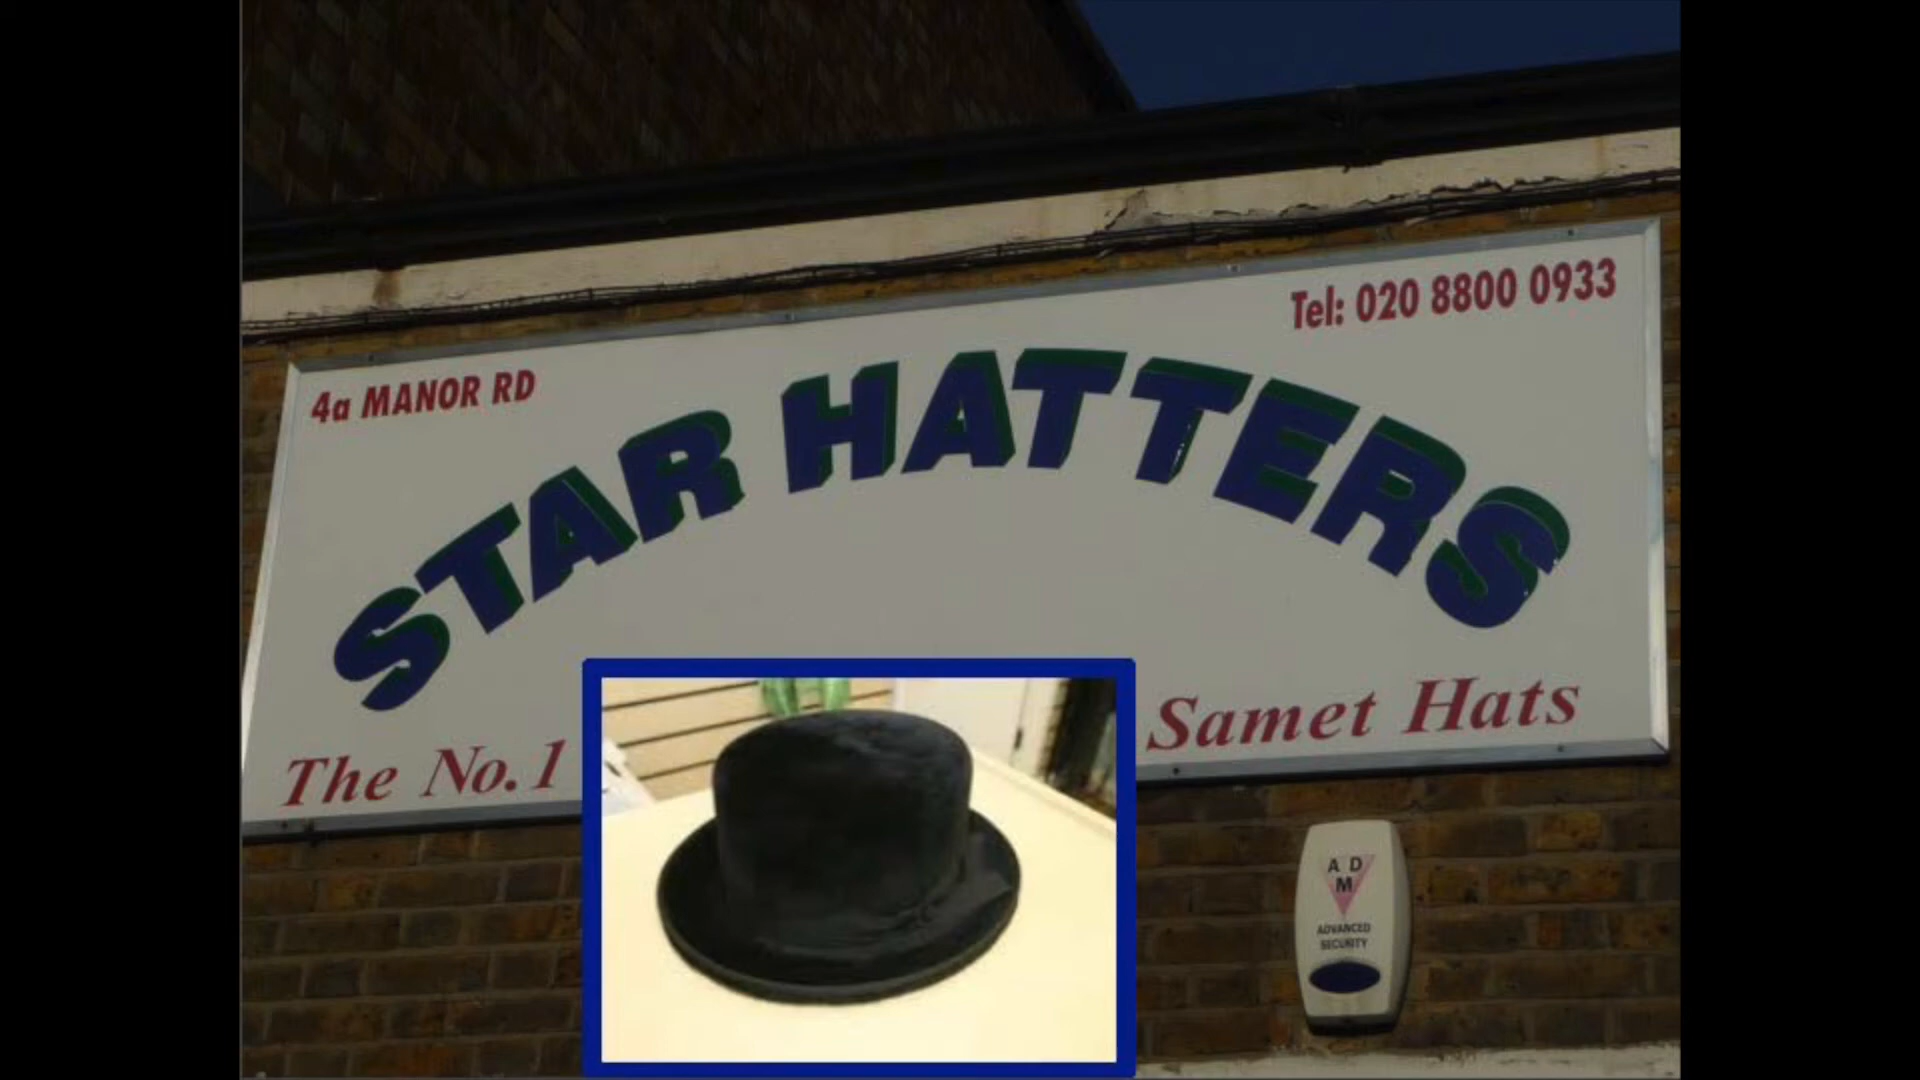 Tel: 020 8800 0933
4a MANOR RD
STAR HATTERS
The No.1 Samet Hats
A D
M
ADVANCED
SECURITY